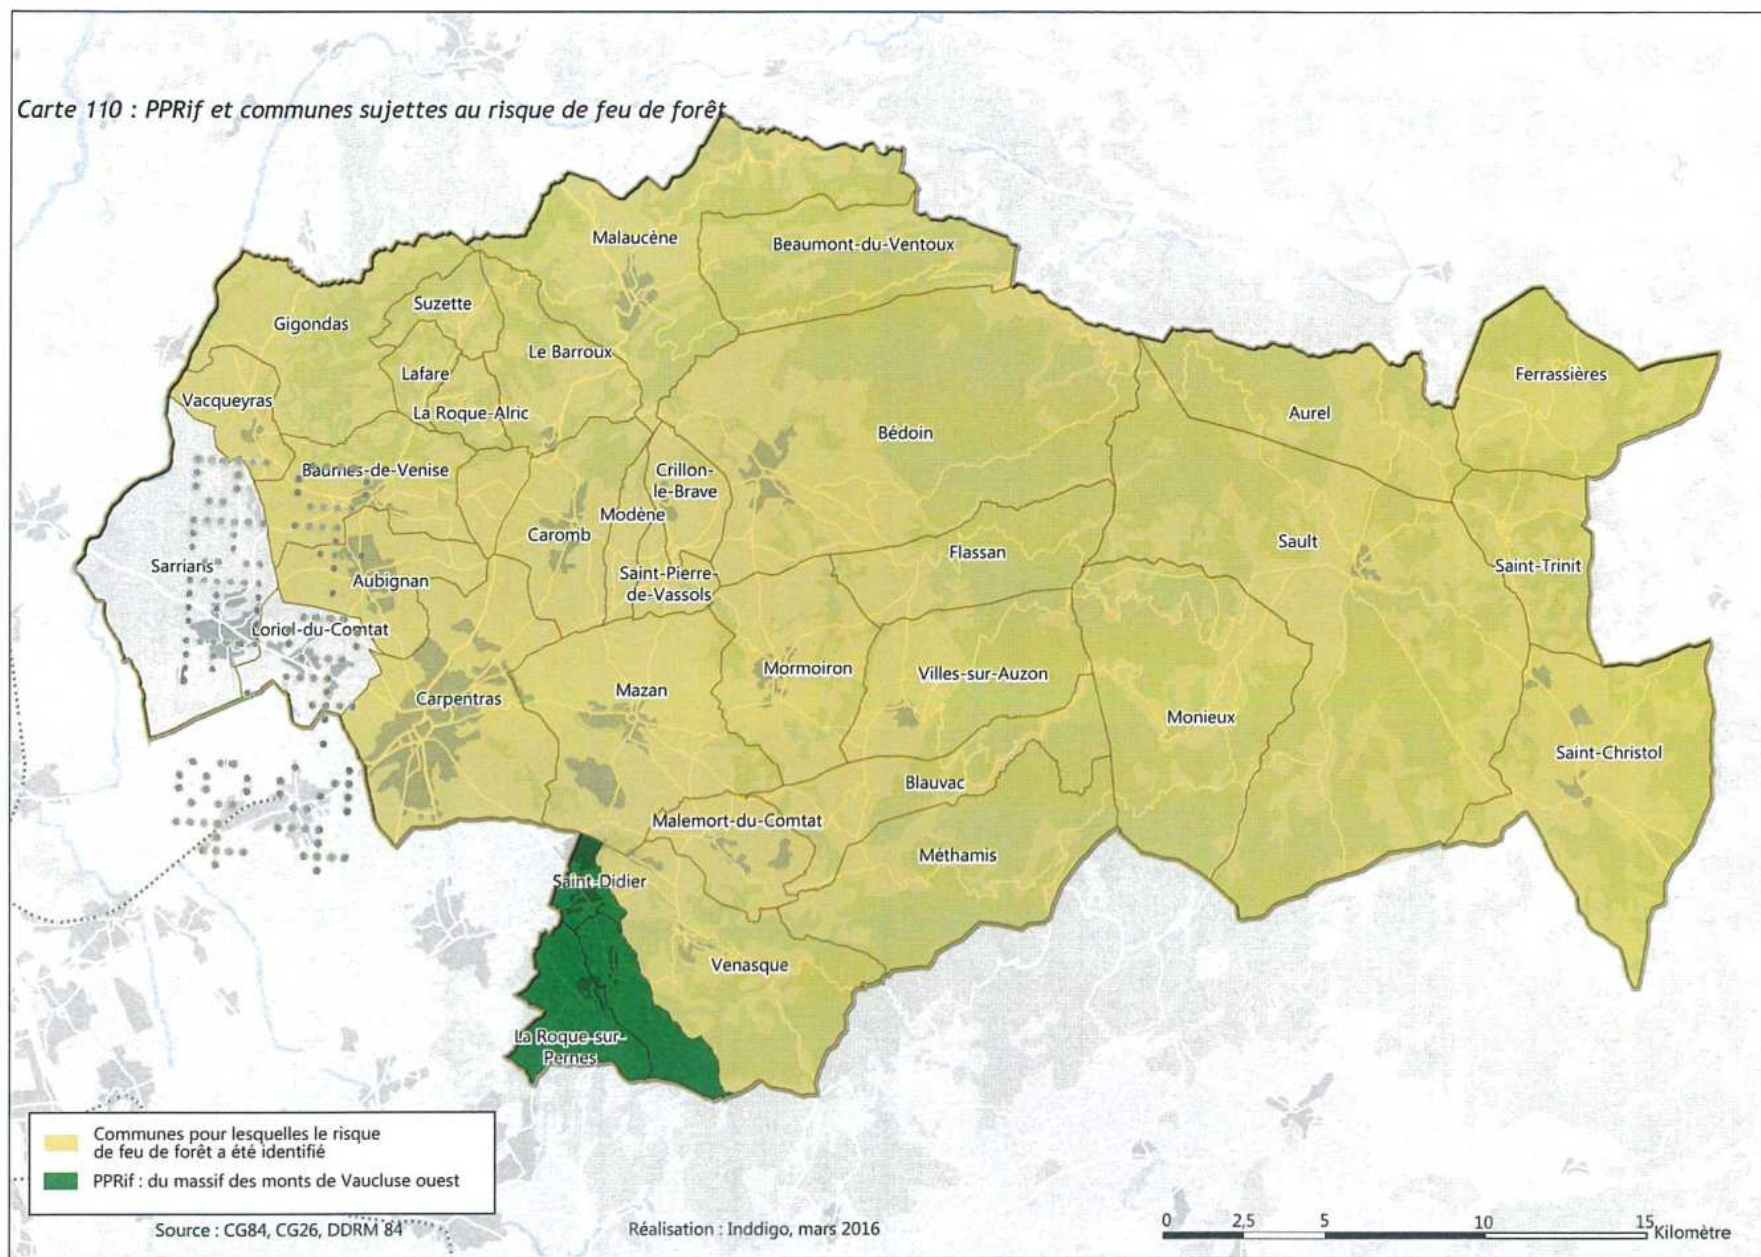 Carte 110 : PPRif et communes sujettes au risque de feu de forêt
Malaucène
Beaumont-du-Ventoux
Suzette
Gigondas
Le Barroux
Lafare
Ferrassières
Vacqueyras
La Roque-Alric
Aurel
Bédoin
Baumes-de-Venise
Crillon-
le-Brave
Modène
Caromb
Sault
Flassan
Sarrians
Aubignan
Saint-Pierre-
de-Vassols
Saint-Trinit
Loriol-du-Comtat
Mormoiron
Villes-sur-Auzon
Carpentras
Mazan
Monieux
Saint-Christol
Blauvac
Malemort-du-Comtat
Méthamis
Saint-Didier
Venasque
La Roque-sur-
Pernes
Communes pour lesquelles le risque
de feu de forêt a été identifié
PPRif : du massif des monts de Vaucluse ouest
Source : CG84, CG26, DDRM 84
Réalisation : Inddigo, mars 2016
0 2,5 5 10 15
Kilomètre